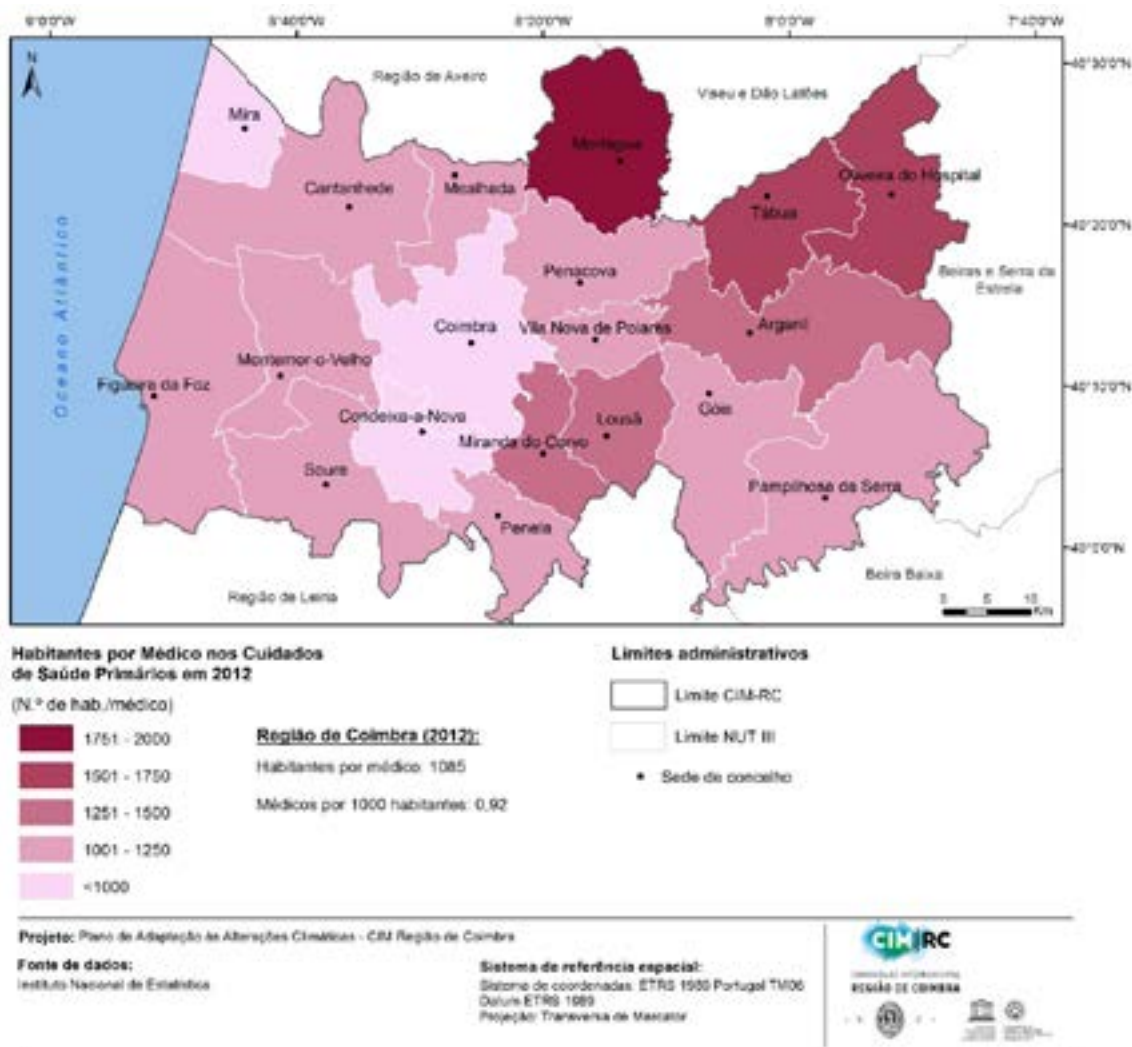 6°0'0"W
8°40'0"W
8°20'0"W
8°0'0"W
7°40'0"W
N
Região de Aveiro
Viseu e Dão Lafões
40°30'0"N
Mira
Mortágua
Cantanhede
Mealhada
Oliveira do Hospital
Tábua
40°20'0"N
Penacova
Beiras e Serra da
Estrela
Oceano Atlântico
Coimbra
Vila Nova de Poiares
Arganil
Montemor-o-Velho
Figueira da Foz
40°10'0"N
Góis
Condeixa-a-Nova
Lousã
Miranda do Corvo
Soure
Pampilhosa da Serra
Penela
40°0'0"N
Beira Baixa
Região de Leiria
0 5 10
Km
Habitantes por Médico nos Cuidados
de Saúde Primários em 2012
(N.º de hab./médico)
1751 - 2000
1501 - 1750
1251 - 1500
1001 - 1250
<1000
Região de Coimbra (2012):
Habitantes por médico: 1085
Médicos por 1000 habitantes: 0,92
Limites administrativos
Limite CIM-RC
Limite NUT III
Sede de concelho
Projeto: Plano de Adaptação às Alterações Climáticas - CIM Região de Coimbra
Fonte de dados:
Instituto Nacional de Estatística
Sistema de referência espacial:
Sistema de coordenadas: ETRS 1989 Portugal TM06
Datum ETRS 1989
Projeção: Transversa de Mercator
CIM RC
COMUNIDADE INTERMUNICIPAL
REGIÃO DE COIMBRA